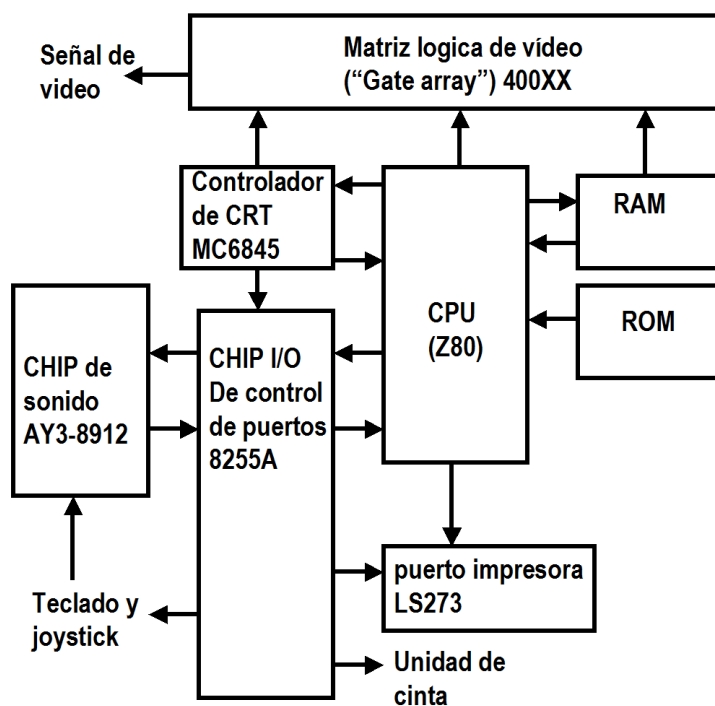 Señal de
video
Matriz logica de vídeo
(“Gate array”) 400XX
Controlador
de CRT
MC6845
CPU
(Z80)
RAM
ROM
CHIP de
sonido
AY3-8912
CHIP I/O
De control
de puertos
8255A
puerto impresora
LS273
Teclado y
joystick
Unidad de
cinta